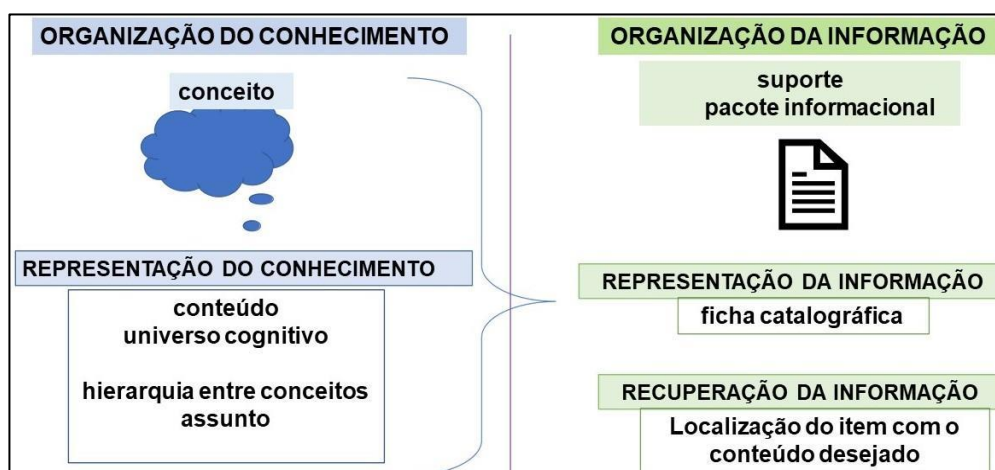 ORGANIZAÇÃO DO CONHECIMENTO
conceito
REPRESENTAÇÃO DO CONHECIMENTO
conteúdo
universo cognitivo
hierarquia entre conceitos
assunto
ORGANIZAÇÃO DA INFORMAÇÃO
suporte
pacote informacional
REPRESENTAÇÃO DA INFORMAÇÃO
ficha catalográfica
RECUPERAÇÃO DA INFORMAÇÃO
Localização do item com o
conteúdo desejado